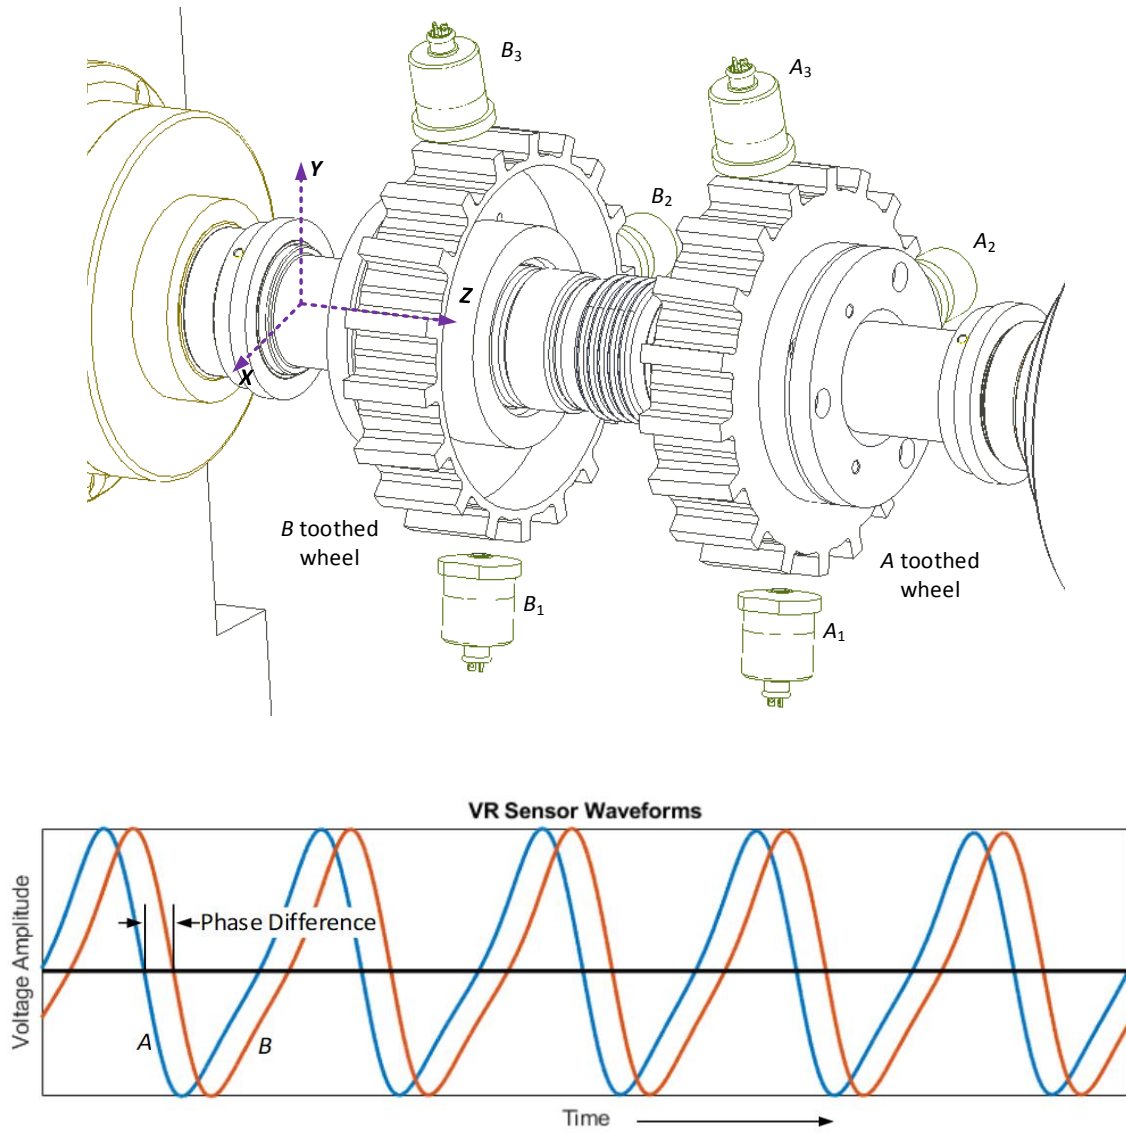 B3
A3
Y
B2
A2
Z
X
B toothed
wheel
A toothed
wheel
B1
A1
VR Sensor Waveforms
Voltage Amplitude
Phase Difference
A
B
Time